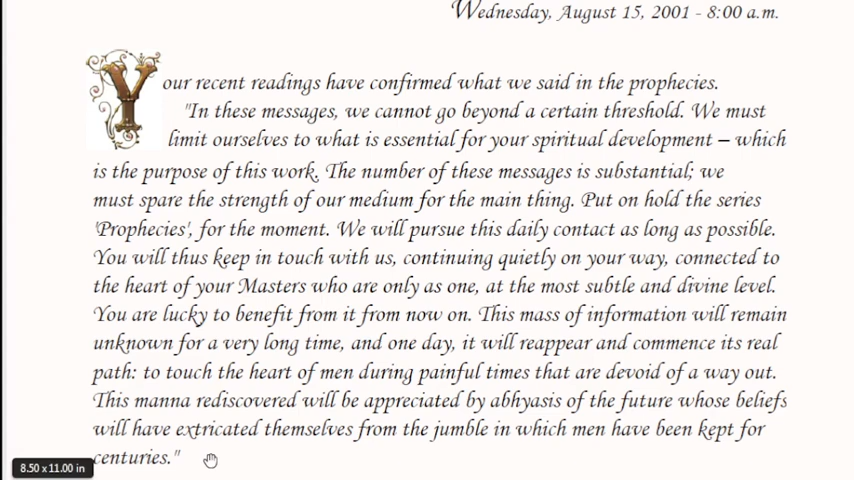 Wednesday, August 15, 2001 - 8:00 a.m.
Your recent readings have confirmed what we said in the prophecies.
"In these messages, we cannot go beyond a certain threshold. We must
limit ourselves to what is essential for your spiritual development – which
is the purpose of this work. The number of these messages is substantial; we
must spare the strength of our medium for the main thing. Put on hold the series
'Prophecies', for the moment. We will pursue this daily contact as long as possible.
You will thus keep in touch with us, continuing quietly on your way, connected to
the heart of your Masters who are only as one, at the most subtle and divine level.
You are lucky to benefit from it from now on. This mass of information will remain
unknown for a very long time, and one day, it will reappear and commence its real
path: to touch the heart of men during painful times that are devoid of a way out.
This manna rediscovered will be appreciated by abhyasis of the future whose beliefs
will have extricated themselves from the jumble in which men have been kept for
centuries."
8.50 x 11.00 in